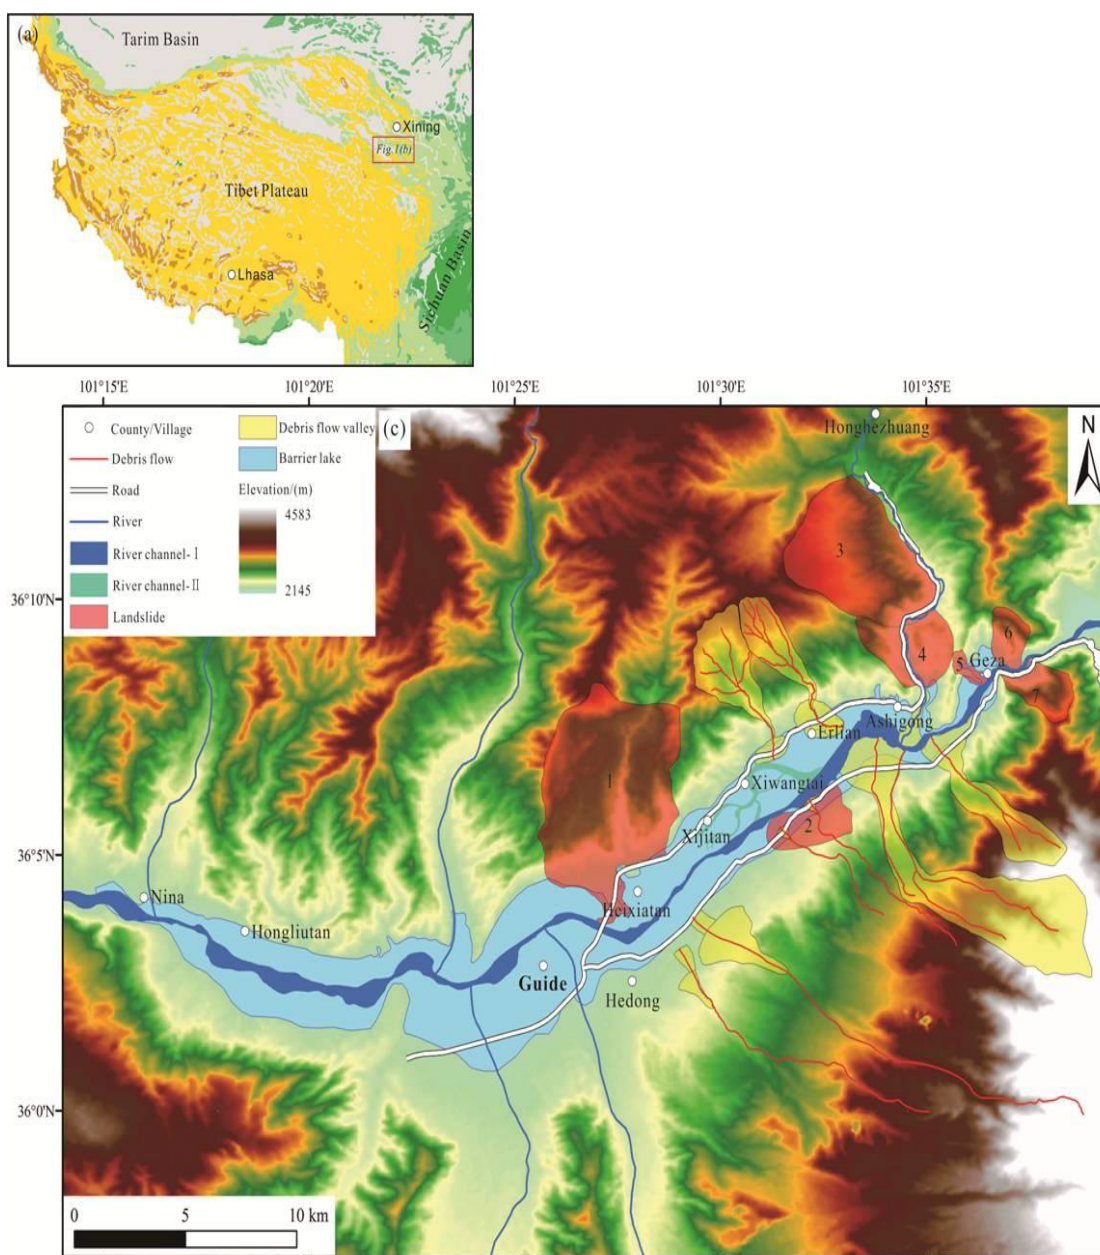 (a)
Tarim Basin
Xining
Fig.1(b)
Tibet Plateau
Lhasa
Sichuan Basin
101°15'E
101°20'E
101°25'E
101°30'E
101°35'E
County/Village
Debris flow
Road
River
River channel-Ⅰ
River channel-Ⅱ
Landslide
Debris flow valley
Barrier lake
Elevation/(m)
4583
2145
(c)
Honghezhuang
N
3
36°10'N
4
5
6
Geza
7
Ashigong
Erlian
1
Xiwangtai
Xijitan
2
36°5'N
Nina
Heixiatan
Hongliutan
Guide
Hedong
36°0'N
0
5
10 km